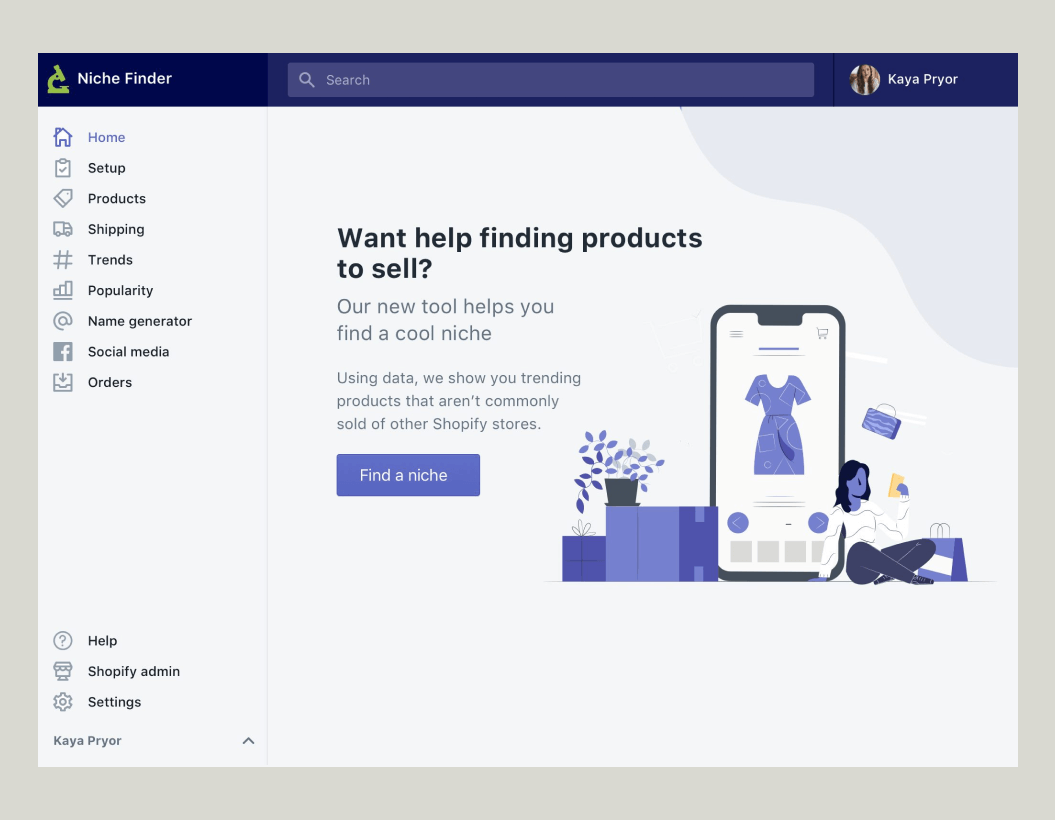 Niche Finder
Search
Kaya Pryor
Home
Setup
Products
Shipping
Trends
Popularity
Name generator
Social media
Orders
Want help finding products
to sell?
Our new tool helps you
find a cool niche
Using data, we show you trending
products that aren’t commonly
sold of other Shopify stores.
Find a niche
Help
Shopify admin
Settings
Kaya Pryor